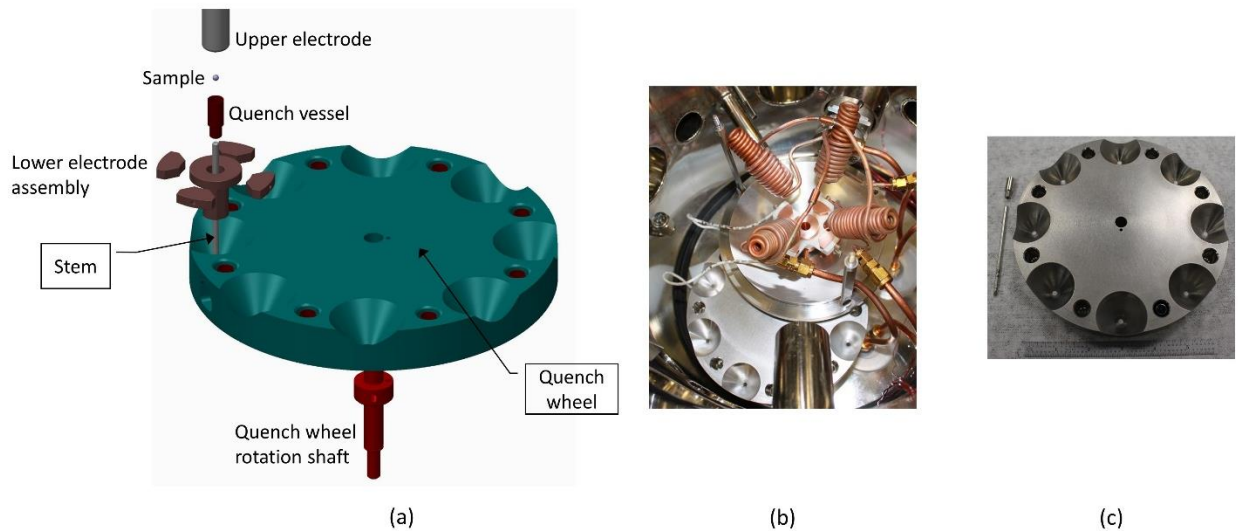 Upper electrode
Sample
Quench vessel
Lower electrode
assembly
Stem
Quench
wheel
Quench wheel
rotation shaft
(a)
(b)
(c)